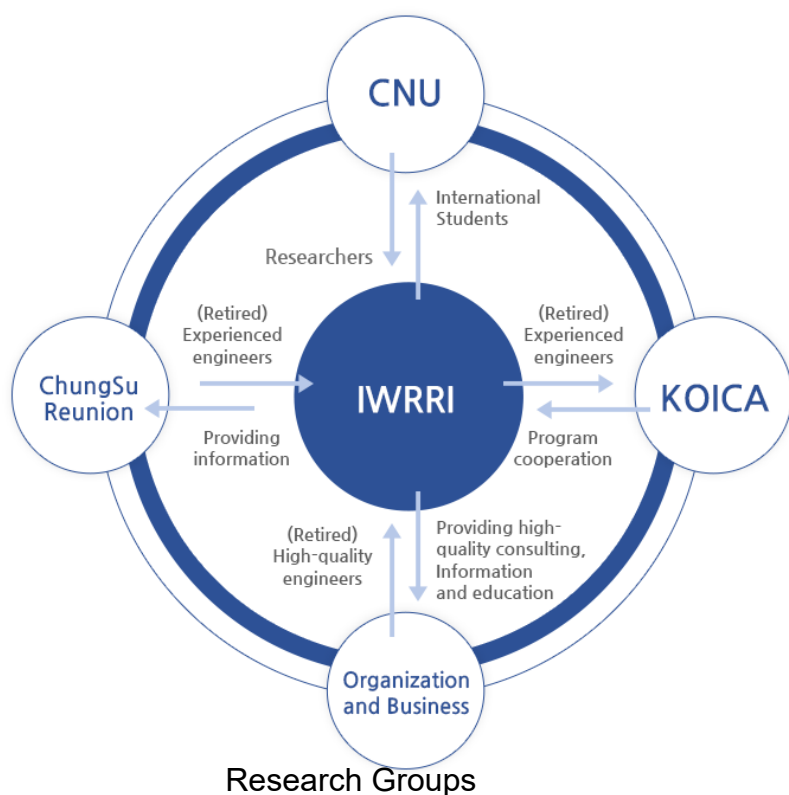 CNU
International
Students
Researchers
(Retired)
Experienced
engineers
(Retired)
Experienced
engineers
ChungSu
Reunion
IWRRI
KOICA
Providing
information
Program
cooperation
(Retired)
High-quality
engineers
Providing high-
quality consulting,
Information
and education
Organization
and Business
Research Groups